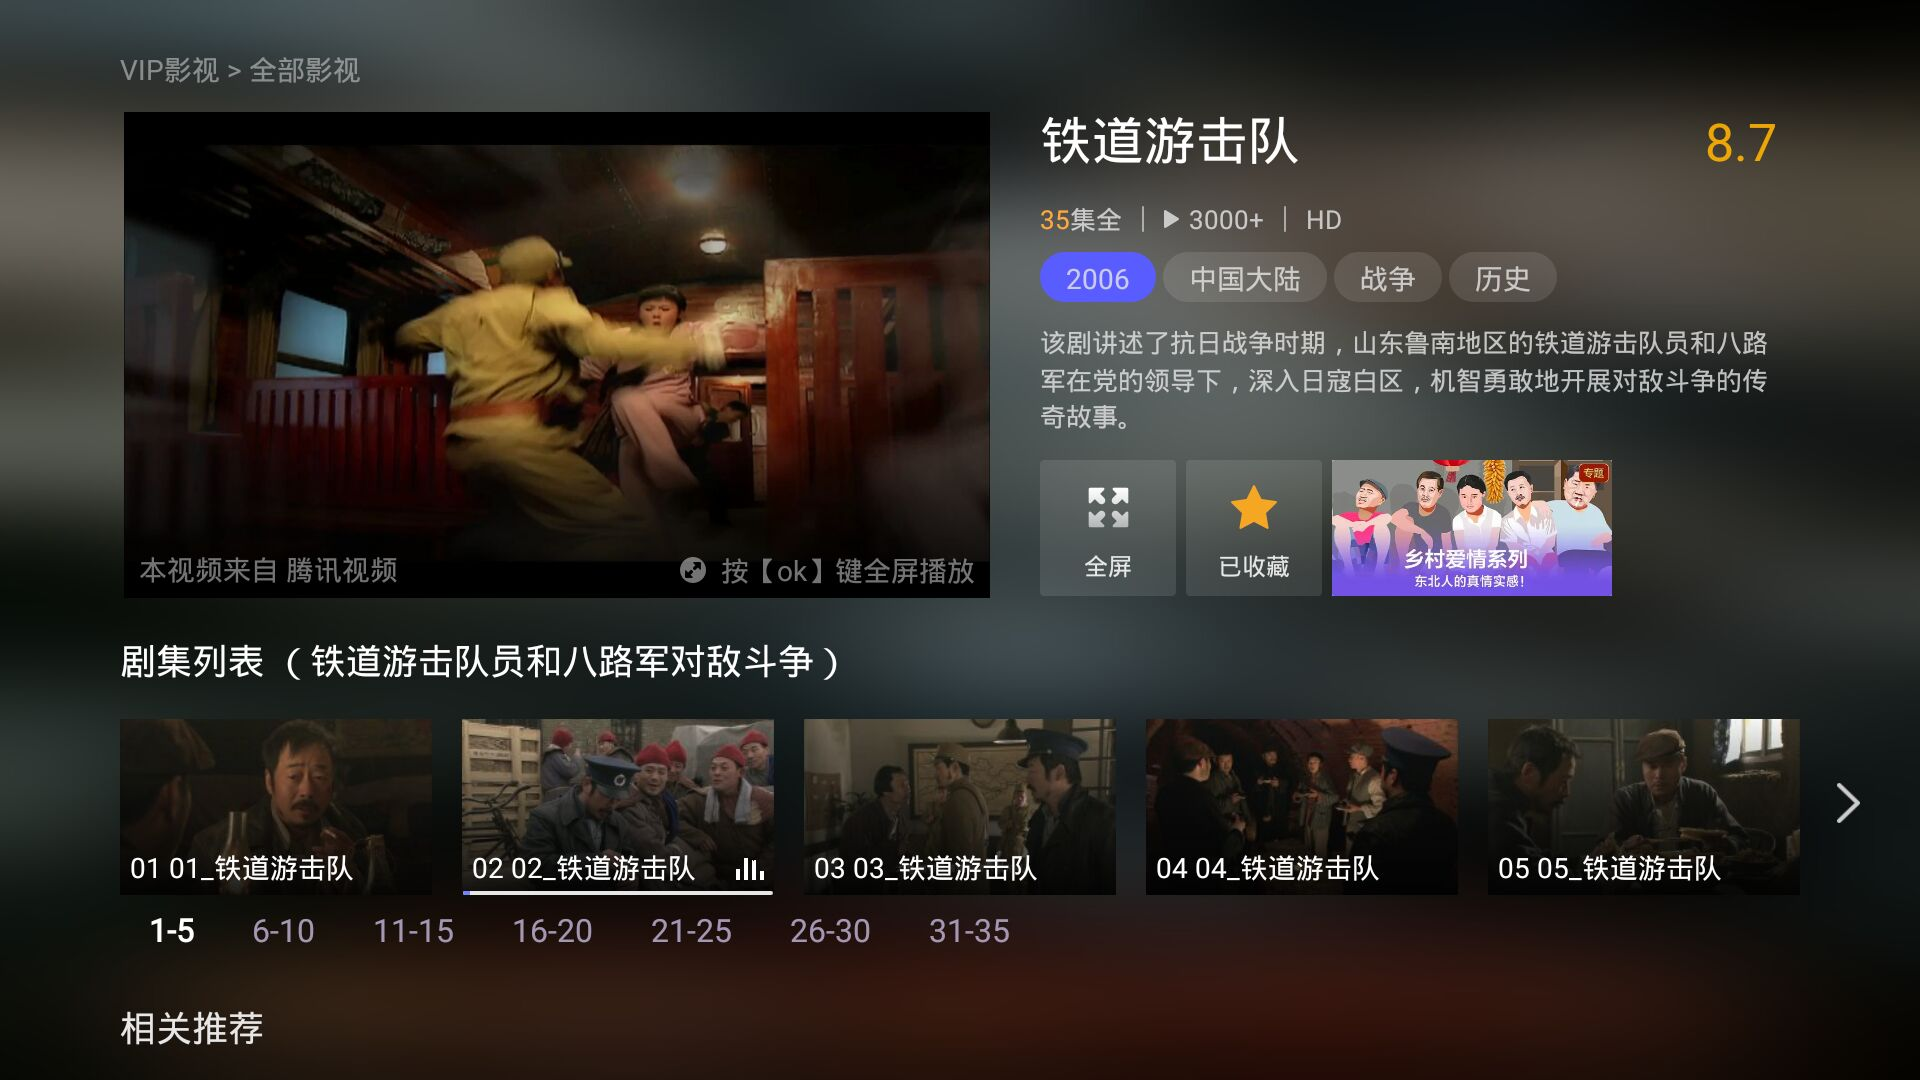 VIP影视 > 全部影视
铁道游击队
8.7
35集全 | ▶ 3000+ | HD
2006 中国大陆 战争 历史
该剧讲述了抗日战争时期，山东鲁南地区的铁道游击队员和八路
军在党的领导下，深入日寇白区，机智勇敢地开展对敌斗争的传
奇故事。
本视频来自 腾讯视频
按【ok】键全屏播放
全屏
已收藏
专题
乡村爱情系列
东北人的真情实感！
剧集列表（铁道游击队员和八路军对敌斗争）
01 01_铁道游击队
02 02_铁道游击队
03 03_铁道游击队
04 04_铁道游击队
05 05_铁道游击队
1-5 6-10 11-15 16-20 21-25 26-30 31-35
相关推荐